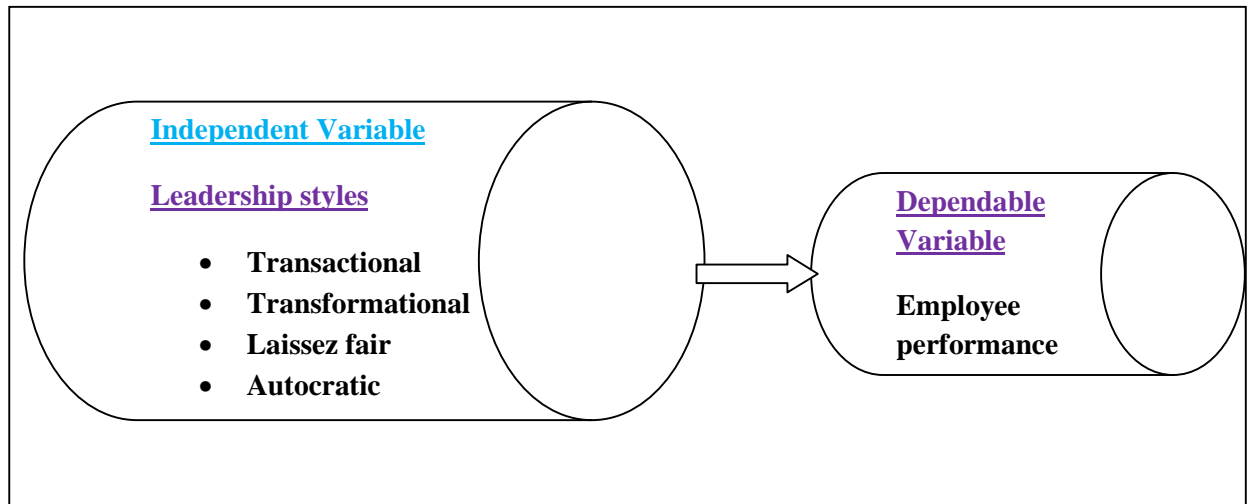 Independent Variable
Leadership styles
• Transactional
• Transformational
• Laissez fair
• Autocratic
Dependable
Variable
Employee
performance